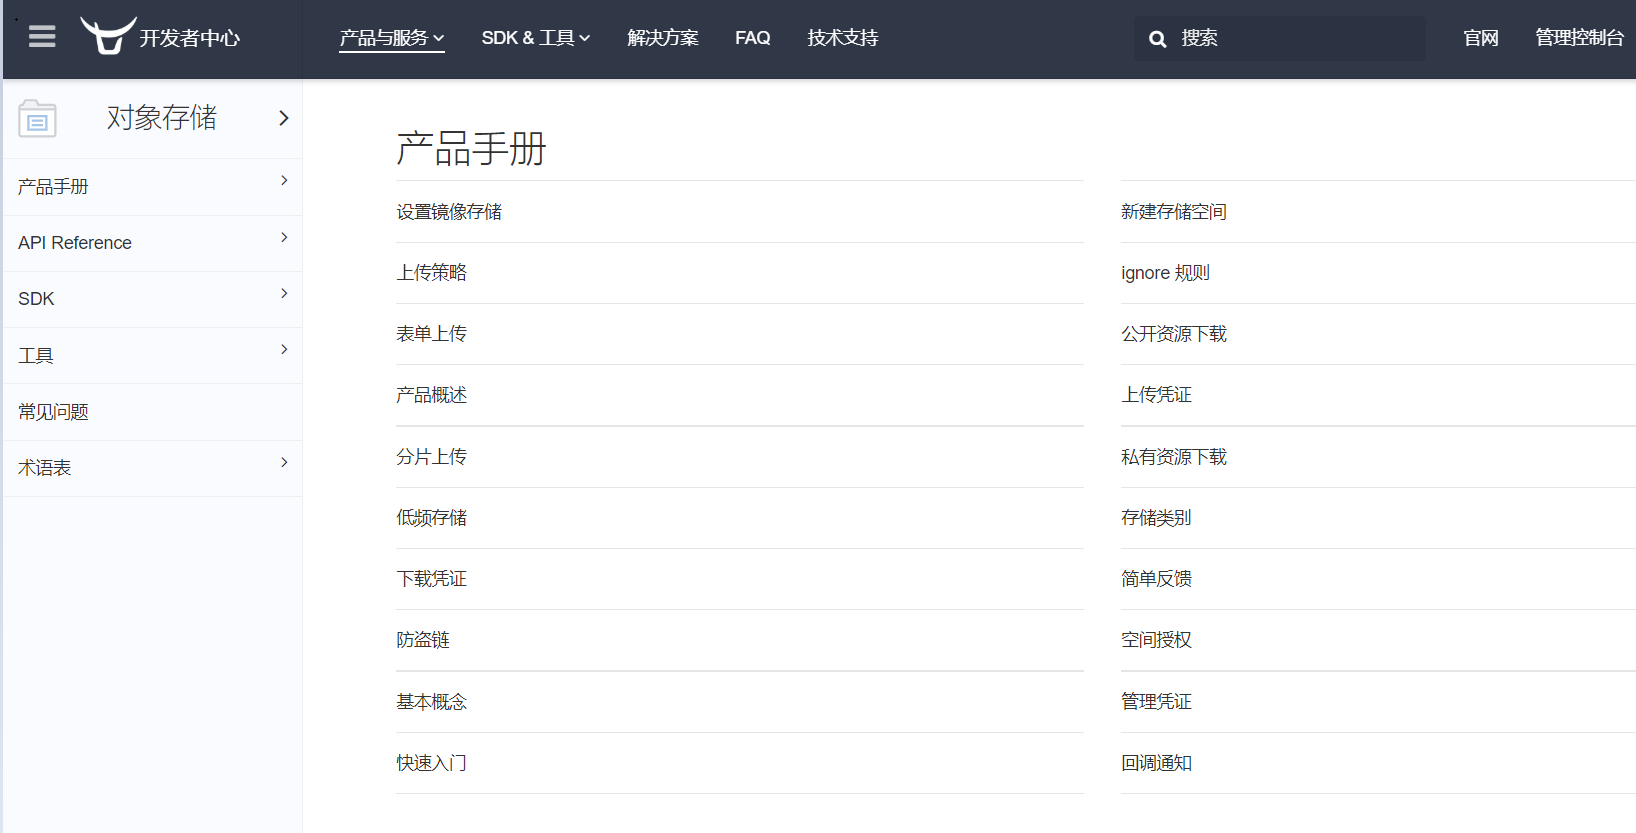 开发者中心
产品与服务 SDK & 工具 解决方案 FAQ 技术支持 搜索 官网 管理控制台
对象存储
产品手册
API Reference
SDK
工具
常见问题
术语表
产品手册
设置镜像存储 新建存储空间
上传策略 ignore 规则
表单上传 公开资源下载
产品概述 上传凭证
分片上传 私有资源下载
低频存储 存储类别
下载凭证 简单反馈
防盗链 空间授权
基本概念 管理凭证
快速入门 回调通知